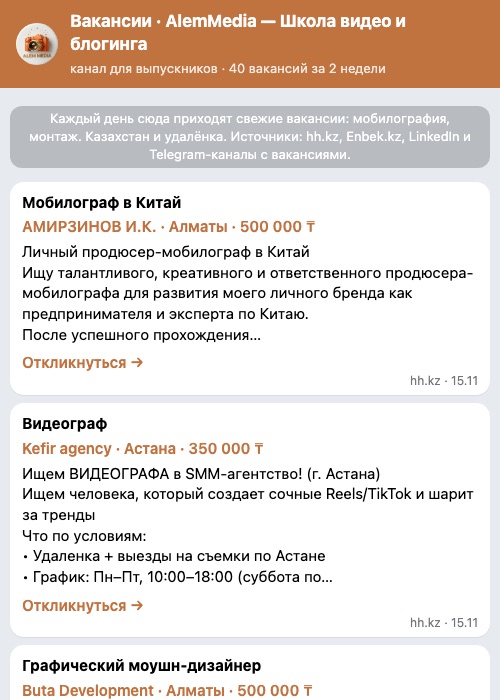 Вакансии · AlemMedia — Школа видео и
блогинга
канал для выпускников · 40 вакансий за 2 недели
ALEM MEDIA
Каждый день сюда приходят свежие вакансии: мобилография,
монтаж. Казахстан и удалёнка. Источники: hh.kz, Enbek.kz, LinkedIn и
Telegram-каналы с вакансиями.
Мобилограф в Китай
АМИРЗИНОВ И.К. · Алматы · 500 000 ₸
Личный продюсер-мобилограф в Китай
Ищу талантливого, креативного и ответственного продюсера-
мобилографа для развития моего личного бренда как
предпринимателя и эксперта по Китаю.
После успешного прохождения...
Откликнуться →
hh.kz · 15.11
Видеограф
Kefir agency · Астана · 350 000 ₸
Ищем ВИДЕОГРАФА в SMM-агентство! (г. Астана)
Ищем человека, который создает сочные Reels/TikTok и шарит
за тренды
Что по условиям:
• Удаленка + выезды на съемки по Астане
• График: Пн–Пт, 10:00–18:00 (суббота по...
Откликнуться →
hh.kz · 15.11
Графический моушн-дизайнер
Buta Development · Алматы · 500 000 ₸